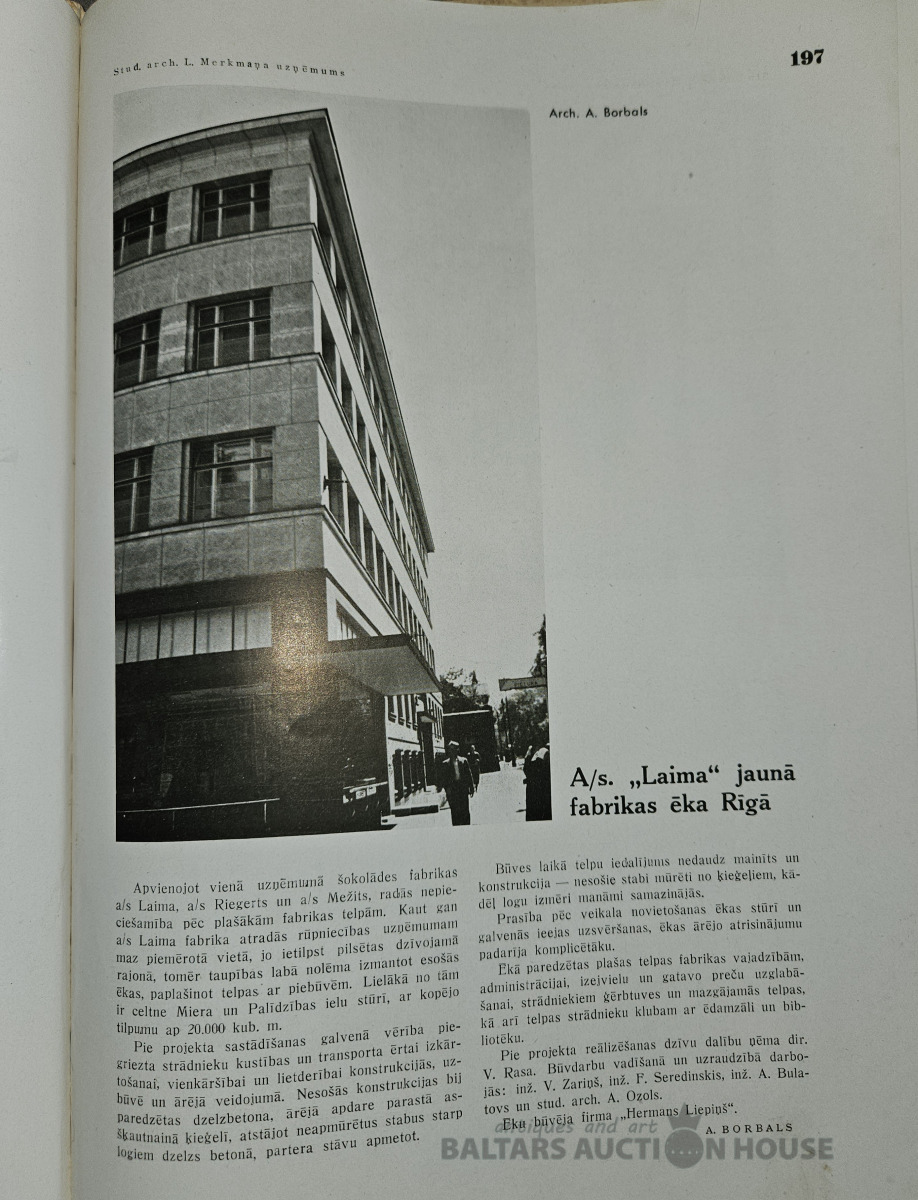 Stud. arch. L. Merkmaņa uzņēmums
197
Arch. A. Borbals
A/s. „Laima“ jaunā
fabrikas ēka Rīgā
Apvienojot vienā uzņēmumā šokolādes fabrikas
a/s Laima, a/s Riegerts un a/s Mežits, radās nepie-
ciešamība pēc plašākām fabrikas telpām. Kaut gan
a/s Laima fabrika atradās rūpniecības uzņēmumam
maz piemērotā vietā, jo ietilpst pilsētas dzīvojamā
rajonā, tomēr taupības labā nolēma izmantot esošās
ēkas, paplašinot telpas ar piebūvēm. Lielākā no tām
ir celtne Miera un Palīdzības ielu stūrī, ar kopējo
tilpumu ap 20.000 kub. m.
Pie projekta sastādīšanas galvenā vērība pie-
griezta strādnieku kustības un transporta ērtai izkār-
tošanai, vienkāršībai un lietderībai konstrukcijās, uz-
būvē un ārējā veidojumā. Nesošās konstrukcijas bij
paredzētas dzelzbetona, ārējā apdare parastā as-
šķautnainā ķieģelī, atstājot neapmūrētus stabus starp
logiem dzelzs betonā, partera stāvu apmetot.
Būves laikā telpu iedalījums nedaudz mainīts un
konstrukcija — nesošie stabi mūrēti no ķieģeļiem, kā-
dēļ logu izmēri manāmi samazinājās.
Prasība pēc veikala novietošanas ēkas stūrī un
galvenās ieejas uzsvēršanas, ēkas ārējo atrisinājumu
padarīja komplicētāku.
Ēkā paredzētas plašas telpas fabrikas vajadzībām,
administrācijai, izejvielu un gatavo preču uzglabā-
šanai, strādniekiem ģērbtuves un mazgājamās telpas,
kā arī telpas strādnieku klubam ar ēdamzāli un bib-
liotēku.
Pie projekta reālizēšanas dzīvu dalību ņēma dir.
V. Rasa. Būvdarbu vadīšanā un uzraudzībā darbo-
jās: inž. V. Zariņš, inž. F. Seredinskis, inž. A. Bula-
tovs un stud. arch. A. Ozols.
Ēku būvēja firma „Hermans Liepiņš“.
A. BORBALS
antiques and art
BALTARS AUCTION HOUSE